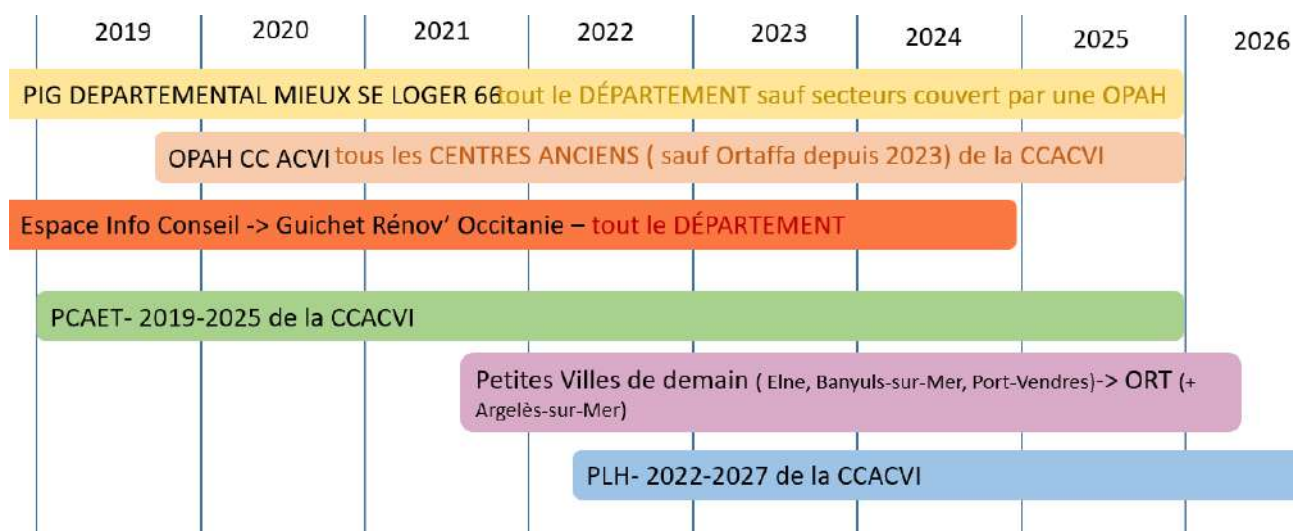 2019 2020 2021 2022 2023 2024 2025 2026
PIG DEPARTEMENTAL MIEUX SE LOGER 66 tout le DÉPARTEMENT sauf secteurs couvert par une OPAH
OPAH CC ACVI tous les CENTRES ANCIENS ( sauf Ortaffa depuis 2023) de la CCACVI
Espace Info Conseil -> Guichet Rénov' Occitanie – tout le DÉPARTEMENT
PCAET- 2019-2025 de la CCACVI
Petites Villes de demain ( Elne, Banyuls-sur-Mer, Port-Vendres)-> ORT (+
Argelès-sur-Mer)
PLH- 2022-2027 de la CCACVI